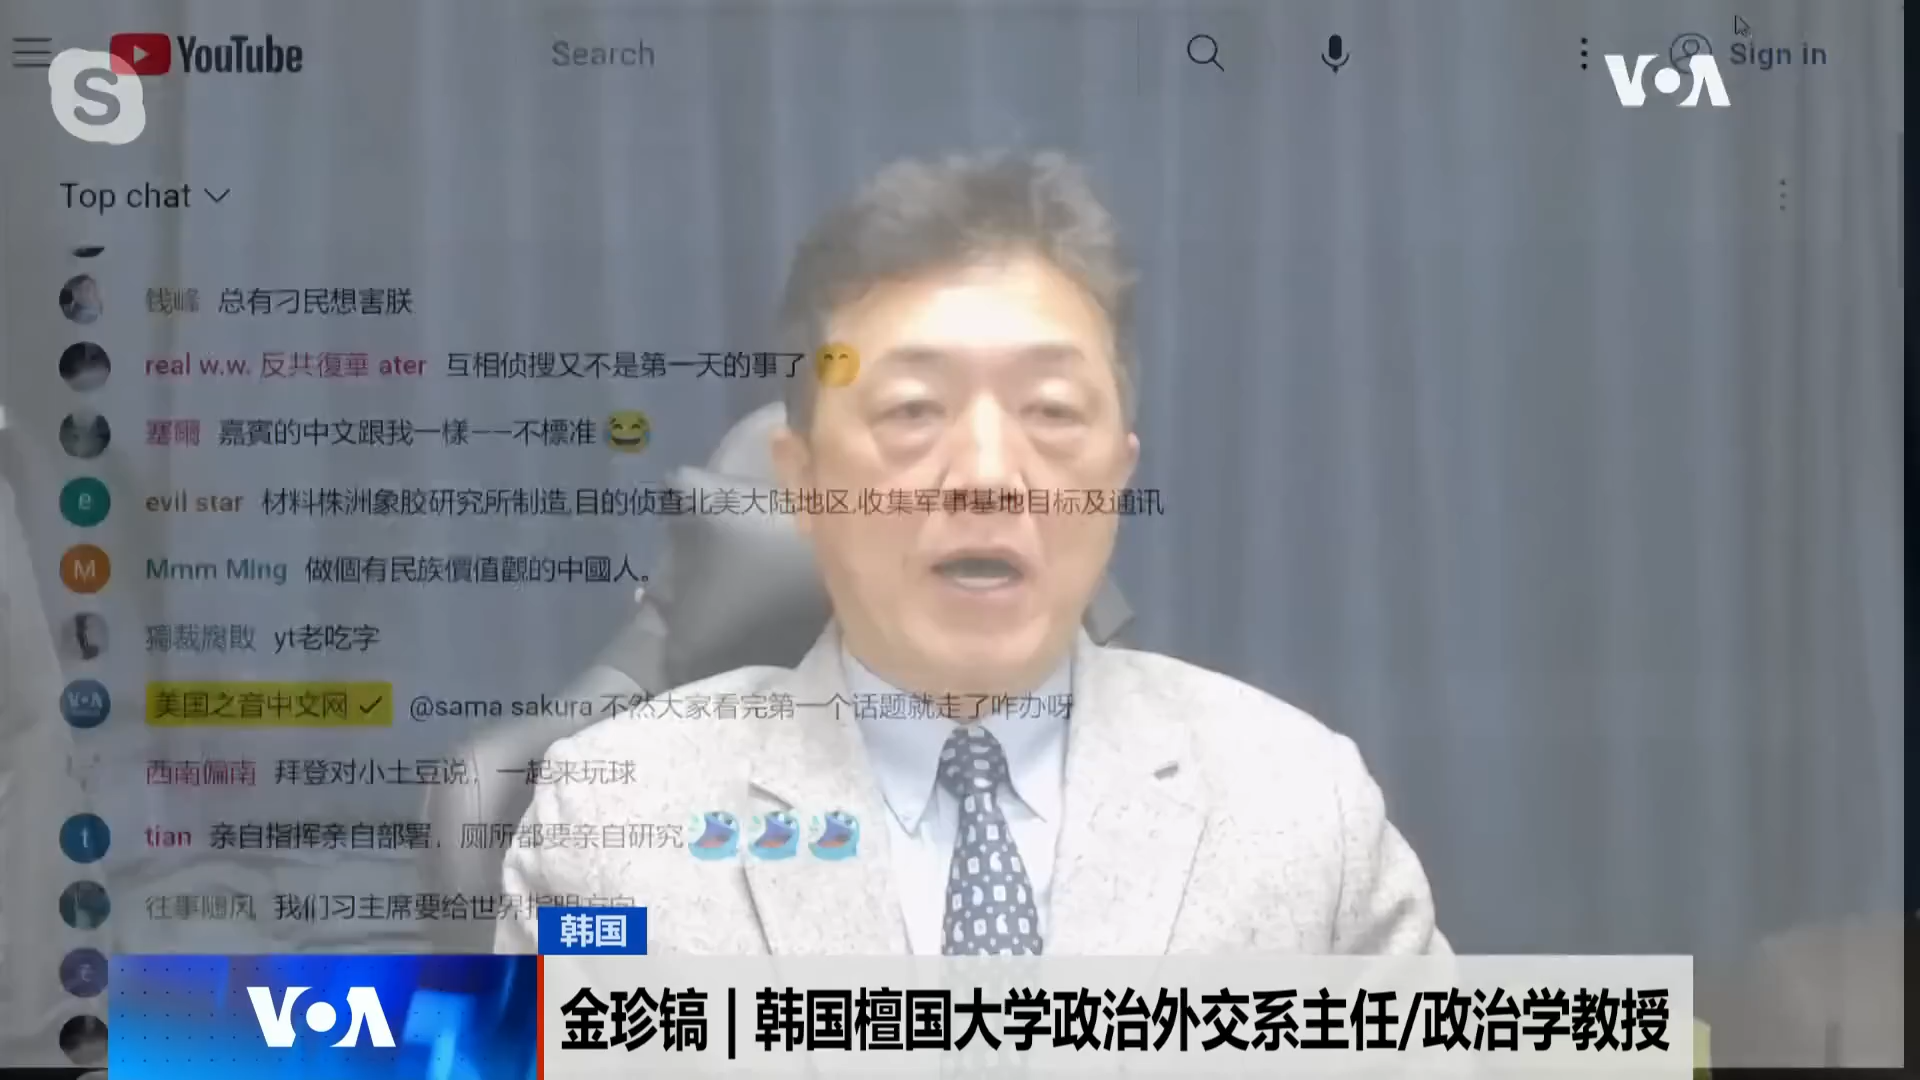 YouTube
Search
Sign in
S
VOA
Top chat
钱峰 总有刁民想害朕
real w.w. 反共復華 ater 互相侦搜又不是第一天的事了
塞爾 嘉賓的中文跟我一樣——不標准
e evil star 材料株洲象胶研究所制造,目的侦查北美大陆地区,收集军事基地目标及通讯
M Mmm MIng 做個有民族價值觀的中國人。
獨裁腐敗 yt老吃字
VOA 美国之音中文网 @sama sakura 不然大家看完第一个话题就走了咋办呀
西南偏南 拜登对小土豆说，一起来玩球
t tian 亲自指挥亲自部署，厕所都要亲自研究
往事随风 我们习主席要给世界指明方向
韩国
VOA
金珍镐 | 韩国檀国大学政治外交系主任/政治学教授